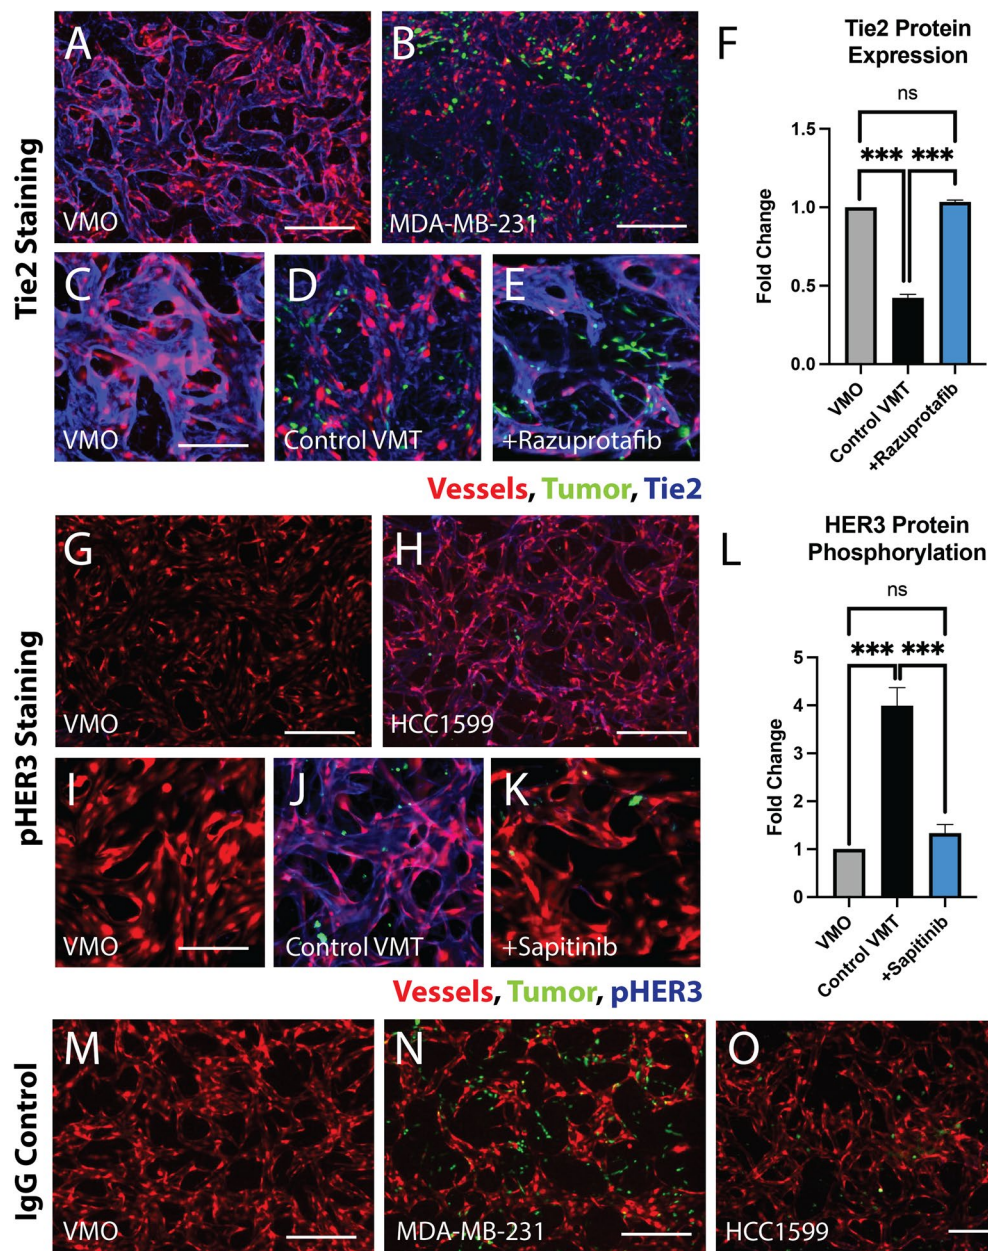 Tie2 Staining
A
VMO
B
MDA-MB-231
C
VMO
D
Control VMT
E
+Razuprotafib
F
Tie2 Protein
Expression
ns
*** ***
Fold Change
1.5
1.0
0.5
0.0
VMO
Control VMT
+Razuprotafib
Vessels, Tumor, Tie2
pHER3 Staining
G
VMO
H
HCC1599
I
VMO
J
Control VMT
K
+Sapitinib
L
HER3 Protein
Phosphorylation
ns
*** ***
Fold Change
5
4
3
2
1
0
VMO
Control VMT
+Sapitinib
Vessels, Tumor, pHER3
IgG Control
M
VMO
N
MDA-MB-231
O
HCC1599